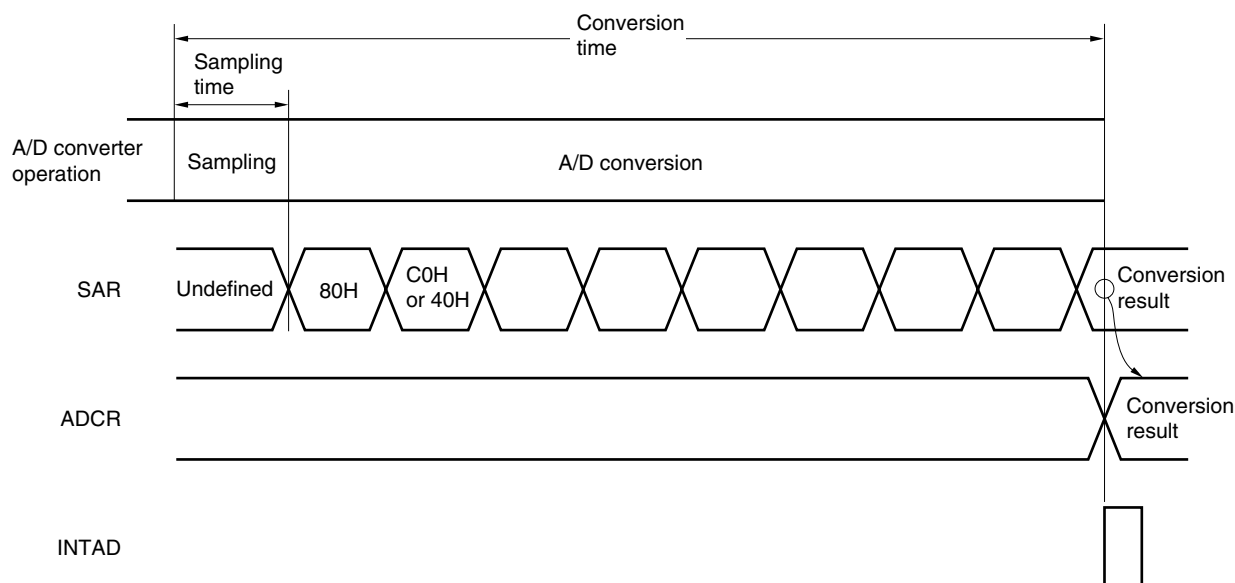 Conversion
time
Sampling
time
A/D converter
operation
Sampling
A/D conversion
SAR
Undefined
80H
C0H
or 40H
Conversion
result
ADCR
Conversion
result
INTAD